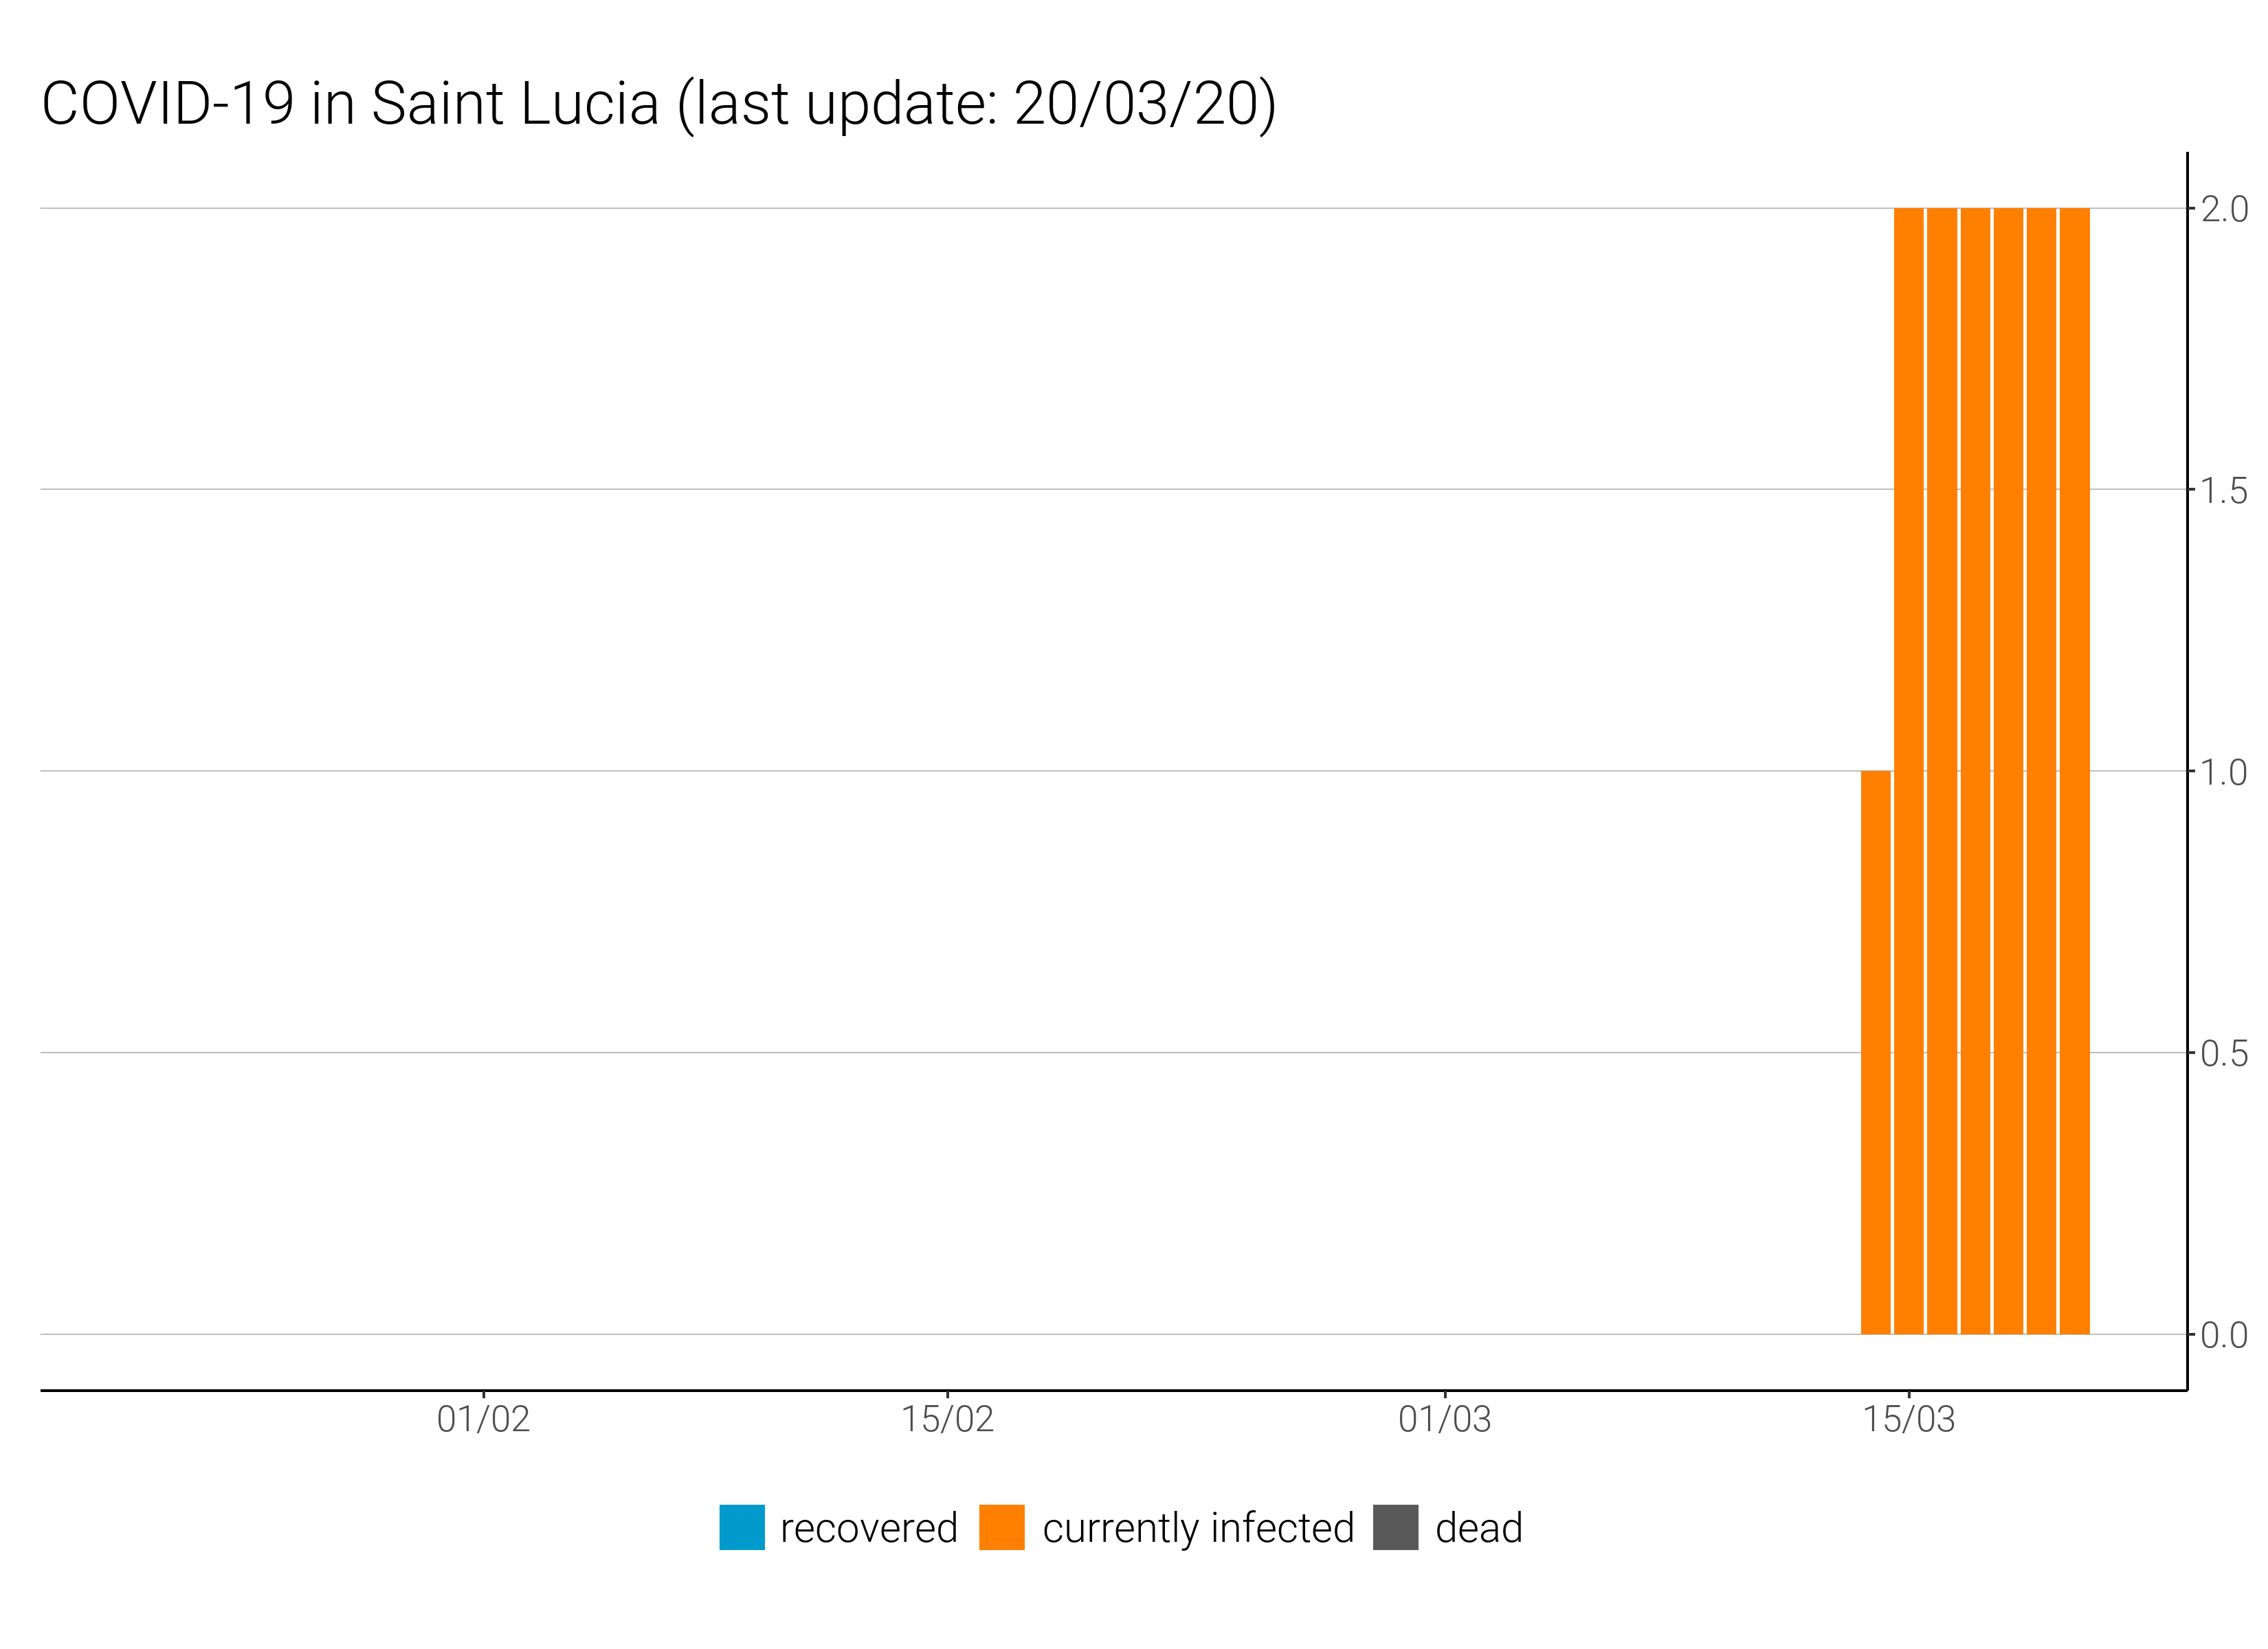 COVID-19 in Saint Lucia (last update: 20/03/20)
2.0
1.5
1.0
0.5
0.0
01/02 15/02 01/03 15/03
recovered currently infected dead